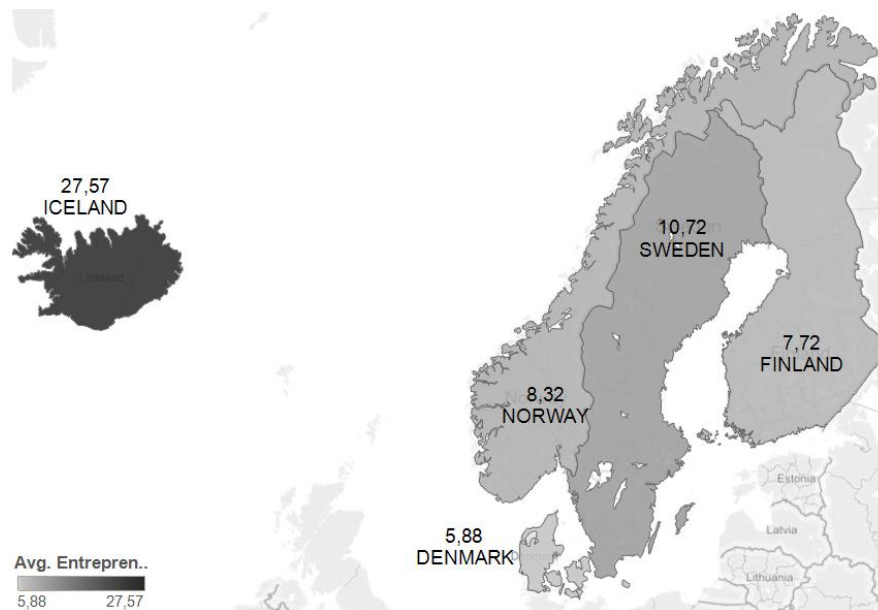 27,57
ICELAND
Iceland
10,72
SWEDEN
7,72
FINLAND
8,32
NORWAY
5,88
DENMARK
Estonia
Latvia
Lithuania
Avg. Entrepren..
5,88 27,57